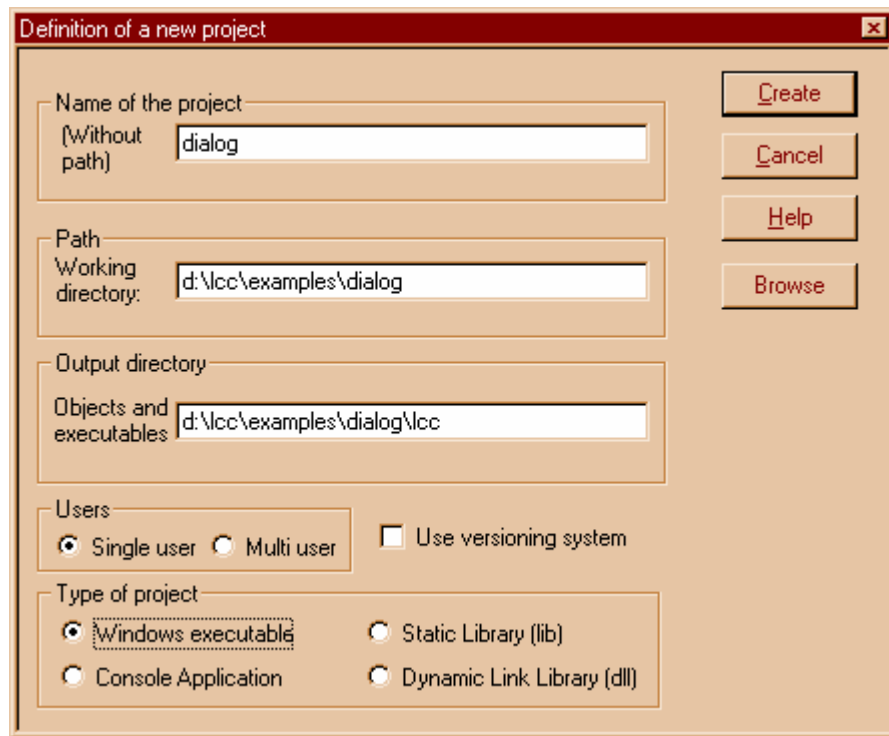 Definition of a new project
Name of the project
(Without
path)
dialog
Create
Cancel
Help
Path
Working
directory:
d:\lcc\examples\dialog
Browse
Output directory
Objects and
executables
d:\lcc\examples\dialog\lcc
Users
Single user
Multi user
Use versioning system
Type of project
Windows executable
Static Library (lib)
Console Application
Dynamic Link Library (dll)